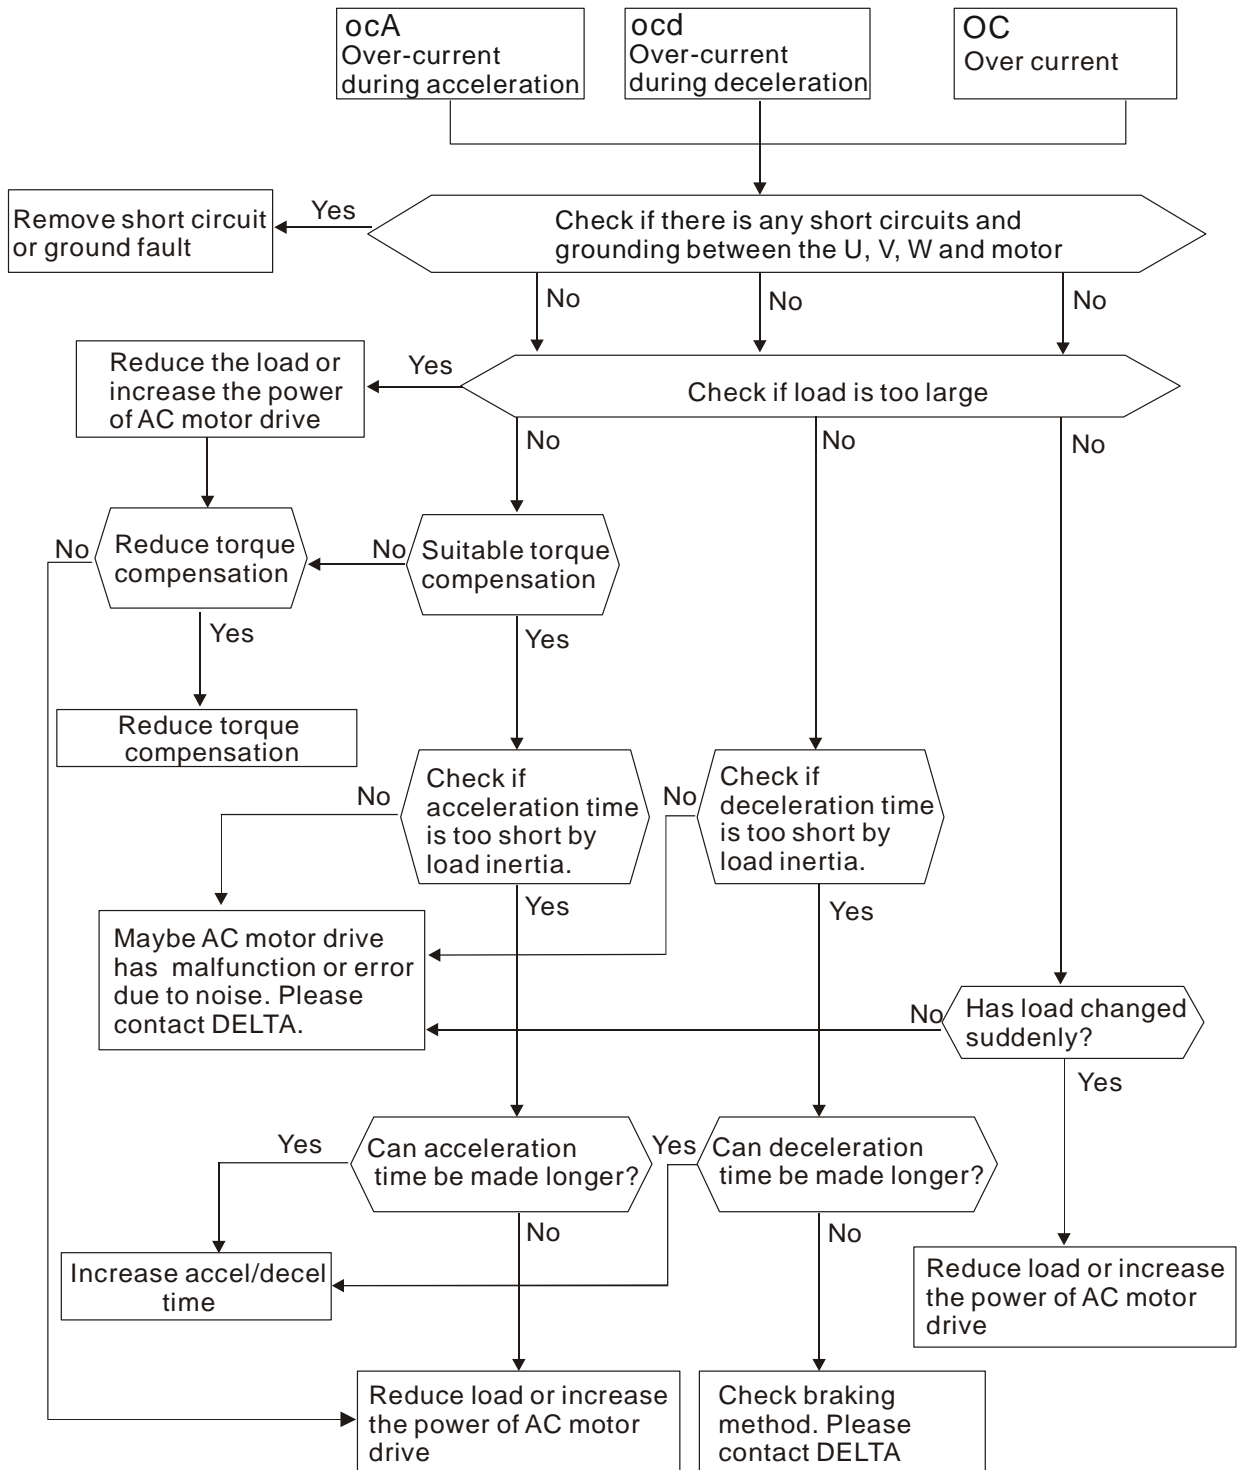 ocA
Over-current
during acceleration
ocd
Over-current
during deceleration
OC
Over current
Remove short circuit
or ground fault
Yes
Check if there is any short circuits and
grounding between the U, V, W and motor
No
No
No
Reduce the load or
increase the power
of AC motor drive
Yes
Check if load is too large
No
No
No
No
Reduce torque
compensation
No
Suitable torque
compensation
Yes
Yes
Reduce torque
compensation
No
Check if
acceleration time
is too short by
load inertia.
No
Check if
deceleration time
is too short by
load inertia.
Yes
Yes
Maybe AC motor drive
has malfunction or error
due to noise. Please
contact DELTA.
No
Has load changed
suddenly?
Yes
Yes
Can acceleration
time be made longer?
Yes
Can deceleration
time be made longer?
No
No
Increase accel/decel
time
Reduce load or increase
the power of AC motor
drive
Reduce load or increase
the power of AC motor
drive
Check braking
method. Please
contact DELTA